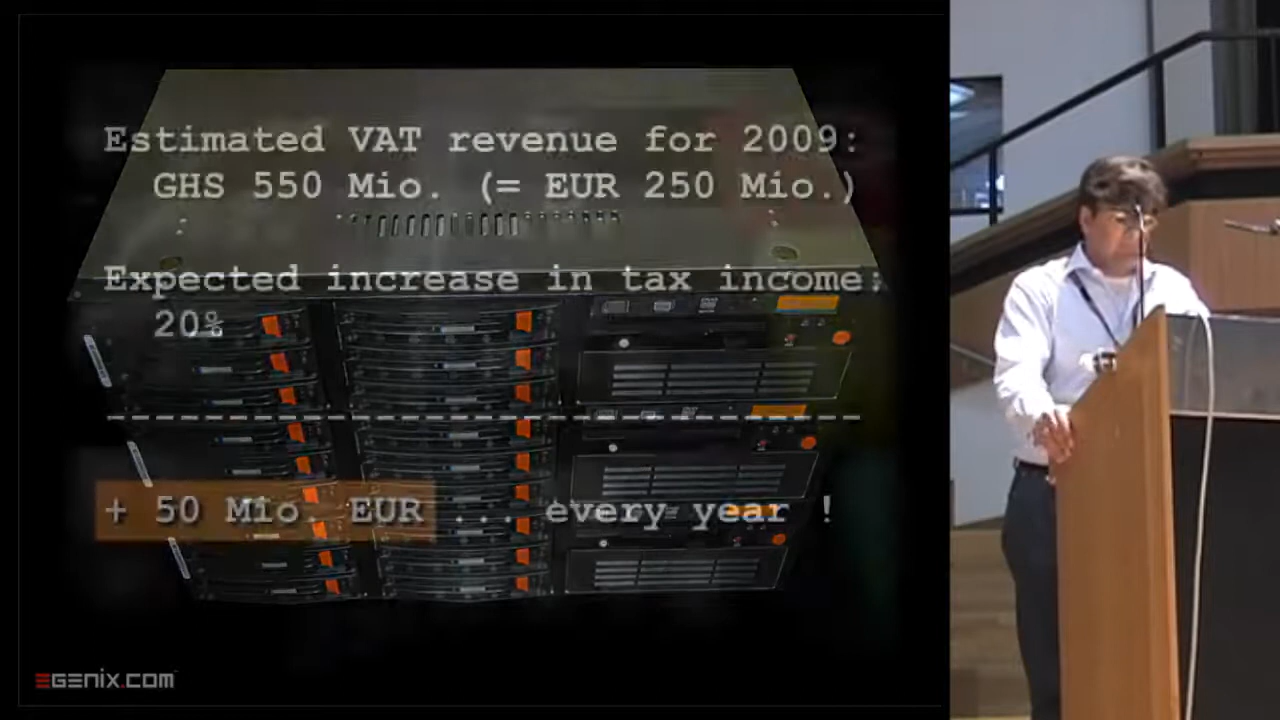 Estimated VAT revenue for 2009:
GHS 550 Mio. (= EUR 250 Mio.)
Expected increase in tax income:
20%
+ 50 Mio. EUR ... every year !
EGENIX.COM